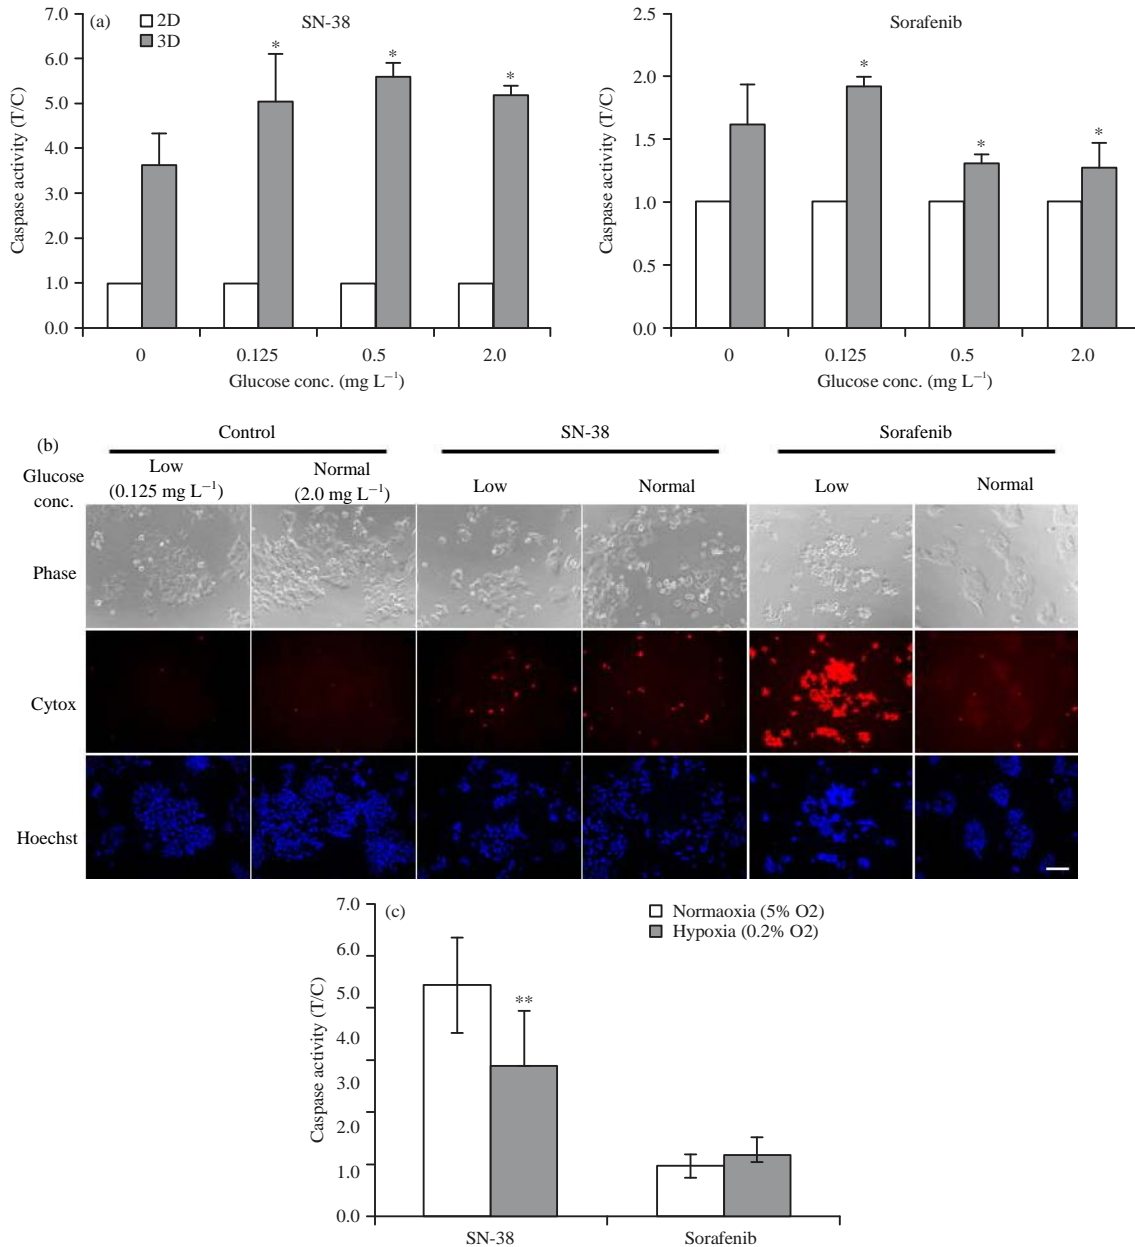 (a)
2D
3D
SN-38
7.0
6.0
5.0
4.0
3.0
2.0
1.0
0.0
Caspase activity (T/C)
*
*
*
0 0.125 0.5 2.0
Glucose conc. (mg L⁻¹)
Sorafenib
2.5
2.0
1.5
1.0
0.5
0.0
Caspase activity (T/C)
*
*
*
0 0.125 0.5 2.0
Glucose conc. (mg L⁻¹)
(b)
Control SN-38 Sorafenib
Glucose
conc.
Low
(0.125 mg L⁻¹)
Normal
(2.0 mg L⁻¹)
Low Normal Low Normal
Phase
Cytox
Hoechst
(c)
Normaoxia (5% O2)
Hypoxia (0.2% O2)
7.0
6.0
5.0
4.0
3.0
2.0
1.0
0.0
Caspase activity (T/C)
**
SN-38 Sorafenib